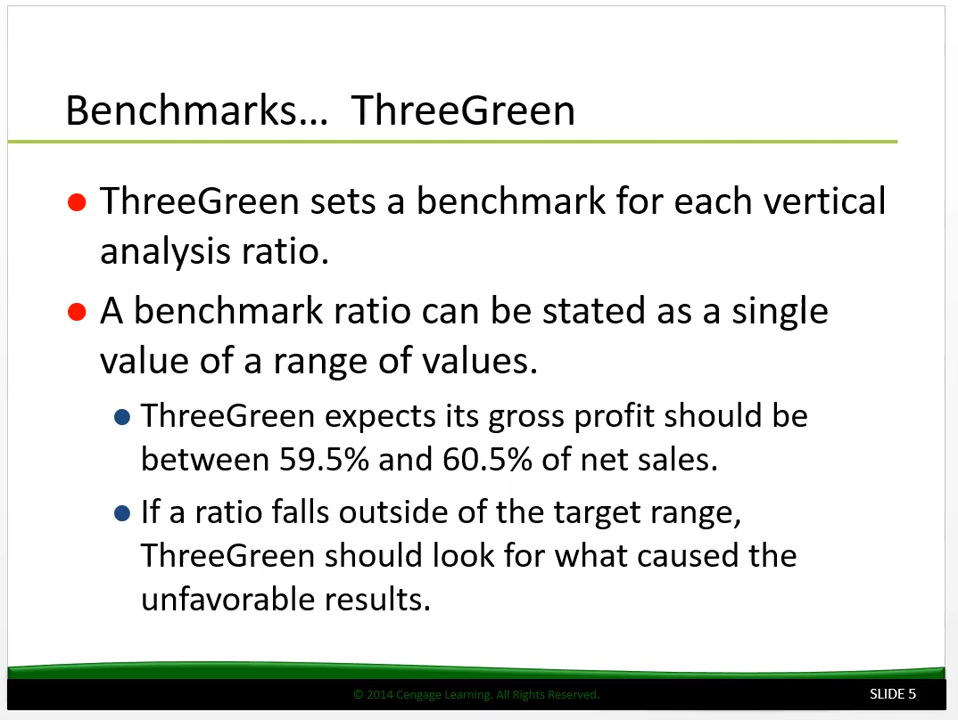 Benchmarks… ThreeGreen
● ThreeGreen sets a benchmark for each vertical
analysis ratio.
● A benchmark ratio can be stated as a single
value of a range of values.
● ThreeGreen expects its gross profit should be
between 59.5% and 60.5% of net sales.
● If a ratio falls outside of the target range,
ThreeGreen should look for what caused the
unfavorable results.
© 2014 Cengage Learning. All Rights Reserved.
SLIDE 5